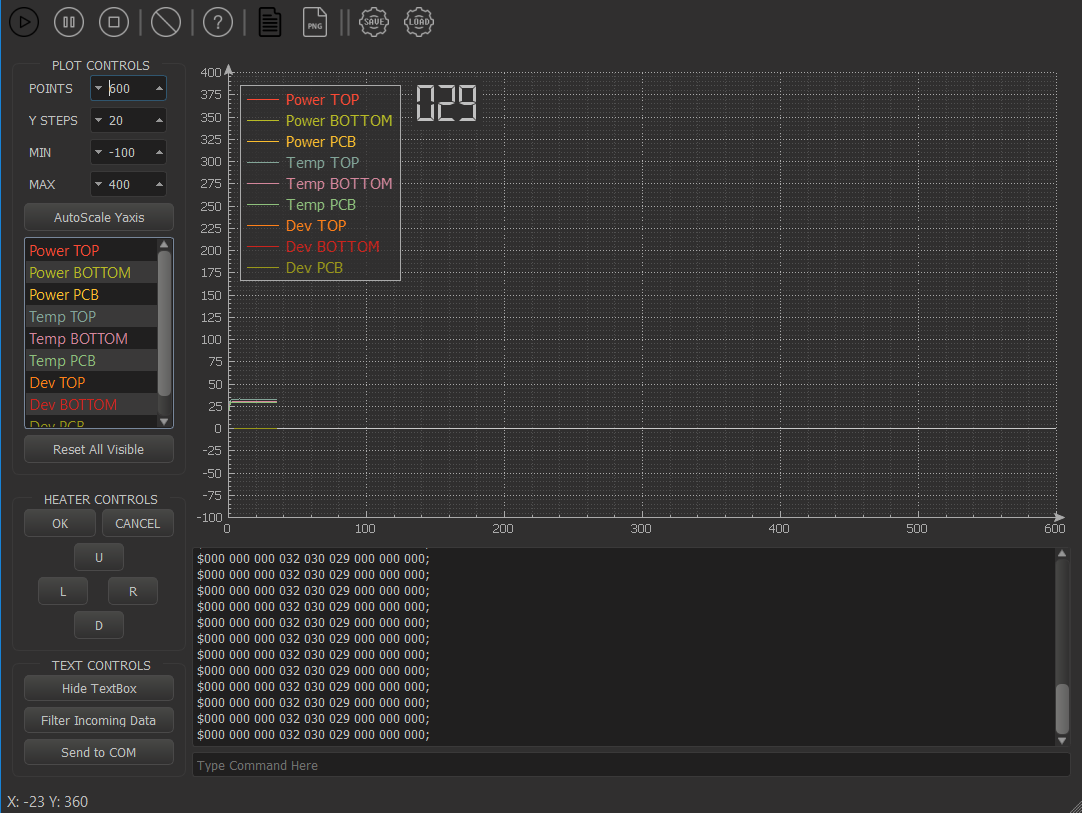 ?
PNG
SAVE
LOAD
PLOT CONTROLS
POINTS 600
Y STEPS 20
MIN -100
MAX 400
AutoScale Yaxis
Power TOP
Power BOTTOM
Power PCB
Temp TOP
Temp BOTTOM
Temp PCB
Dev TOP
Dev BOTTOM
Dev PCB
Reset All Visible
HEATER CONTROLS
OK CANCEL
U
L R
D
TEXT CONTROLS
Hide TextBox
Filter Incoming Data
Send to COM
400
375
350
325
300
275
250
225
200
175
150
125
100
75
50
25
0
-25
-50
-75
-100
0 100 200 300 400 500 600
Power TOP
Power BOTTOM
Power PCB
Temp TOP
Temp BOTTOM
Temp PCB
Dev TOP
Dev BOTTOM
Dev PCB
029
$000 000 000 032 030 029 000 000 000;
$000 000 000 032 030 029 000 000 000;
$000 000 000 032 030 029 000 000 000;
$000 000 000 032 030 029 000 000 000;
$000 000 000 032 030 029 000 000 000;
$000 000 000 032 030 029 000 000 000;
$000 000 000 032 030 029 000 000 000;
$000 000 000 032 030 029 000 000 000;
$000 000 000 032 030 029 000 000 000;
$000 000 000 032 030 029 000 000 000;
$000 000 000 032 030 029 000 000 000;
$000 000 000 032 030 029 000 000 000;
Type Command Here
X: -23 Y: 360